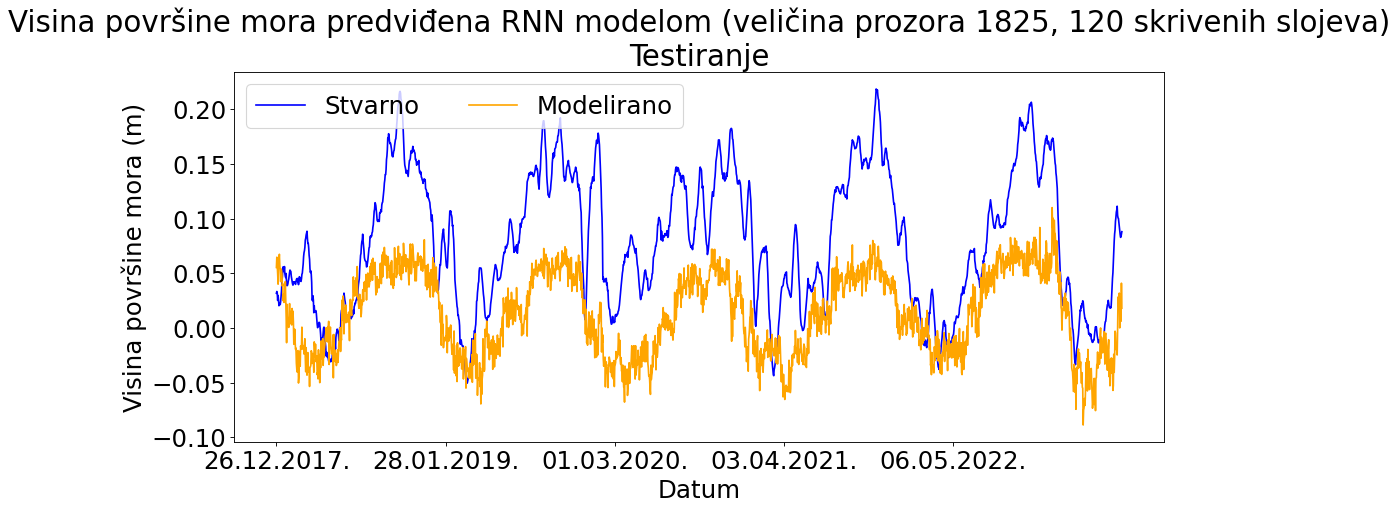 Visina površine mora predviđena RNN modelom (veličina prozora 1825, 120 skrivenih slojeva)
Testiranje
Stvarno
Modelirano
Visina površine mora (m)
0.20
0.15
0.10
0.05
0.00
−0.05
−0.10
26.12.2017.
28.01.2019.
01.03.2020.
03.04.2021.
06.05.2022.
Datum